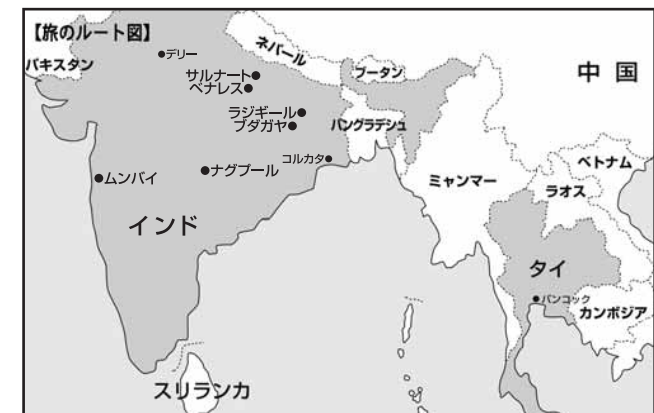 【旅のルート図】
デリー
ネパール
パキスタン
サルナート
ベナレス
ブータン
中国
ラジギール
ブダガヤ
バングラデシュ
コルカタ
ベトナム
ムンバイ
ナグプール
ミャンマー
ラオス
インド
タイ
バンコック
カンボジア
スリランカ